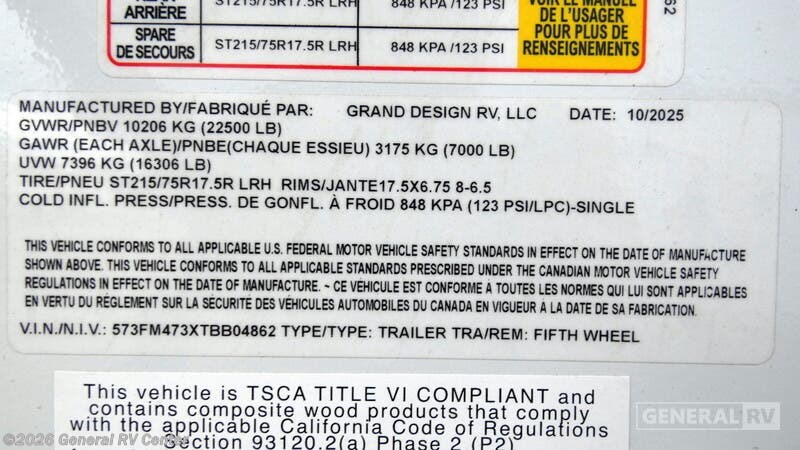 ARRIÈRE
ST215/75R17.5R LRH
848 KPA /123 PSI
VOIR LE MANUEL
DE L'USAGER
POUR PLUS DE
RENSEIGNEMENTS
SPARE
DE SECOURS
ST215/75R17.5R LRH
848 KPA /123 PSI
62
MANUFACTURED BY/FABRIQUÉ PAR: GRAND DESIGN RV, LLC DATE: 10/2025
GVWR/PNBV 10206 KG (22500 LB)
GAWR (EACH AXLE)/PNBE(CHAQUE ESSIEU) 3175 KG (7000 LB)
UVW 7396 KG (16306 LB)
TIRE/PNEU ST215/75R17.5R LRH RIMS/JANTE17.5X6.75 8-6.5
COLD INFL. PRESS/PRESS. DE GONFL. À FROID 848 KPA (123 PSI/LPC)-SINGLE
THIS VEHICLE CONFORMS TO ALL APPLICABLE U.S. FEDERAL MOTOR VEHICLE SAFETY STANDARDS IN EFFECT ON THE DATE OF MANUFACTURE
SHOWN ABOVE. THIS VEHICLE CONFORMS TO ALL APPLICABLE STANDARDS PRESCRIBED UNDER THE CANADIAN MOTOR VEHICLE SAFETY
REGULATIONS IN EFFECT ON THE DATE OF MANUFACTURE. ~ CE VÉHICULE EST CONFORME A TOUTES LES NORMES QUI LUI SONT APPLICABLES
EN VERTU DU RÉGLEMENT SUR LA SÉCURITÉ DES VÉHICULES AUTOMOBILES DU CANADA EN VIGUEUR À LA DATE DE SA FABRICATION.
V.I.N./N.I.V.: 573FM473XTBB04862 TYPE/TYPE: TRAILER TRA/REM: FIFTH WHEEL
This vehicle is TSCA TITLE VI COMPLIANT and
contains composite wood products that comply
with the applicable California Code of Regulations
Section 93120.2(a) Phase 2 (P2)
GENERAL RV
©2026 General RV Center